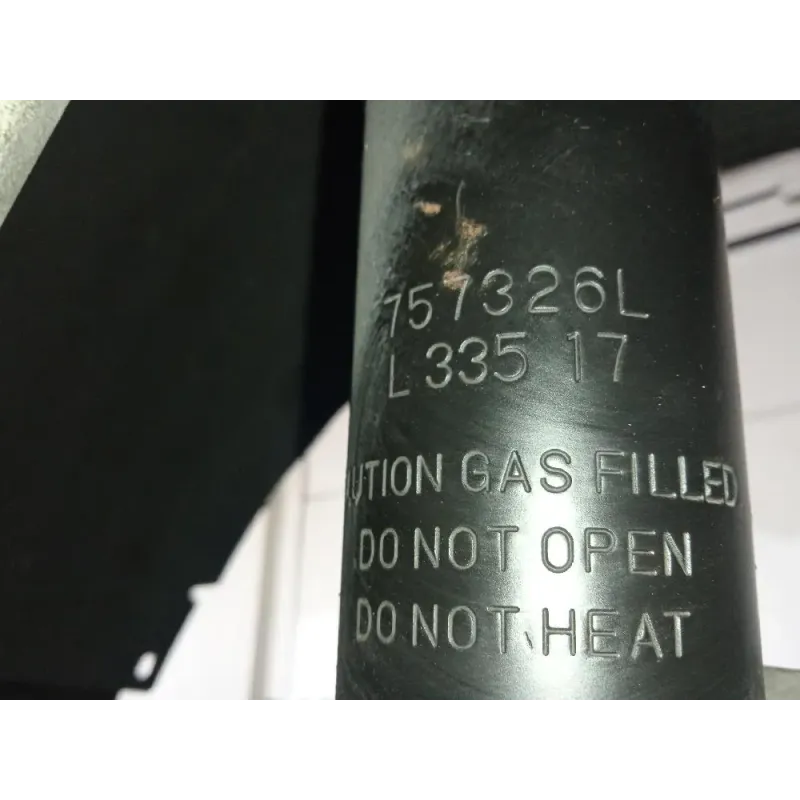 757326L
L 335 17
UTION GAS FILLED
DO NOT OPEN
DO NOT HEAT